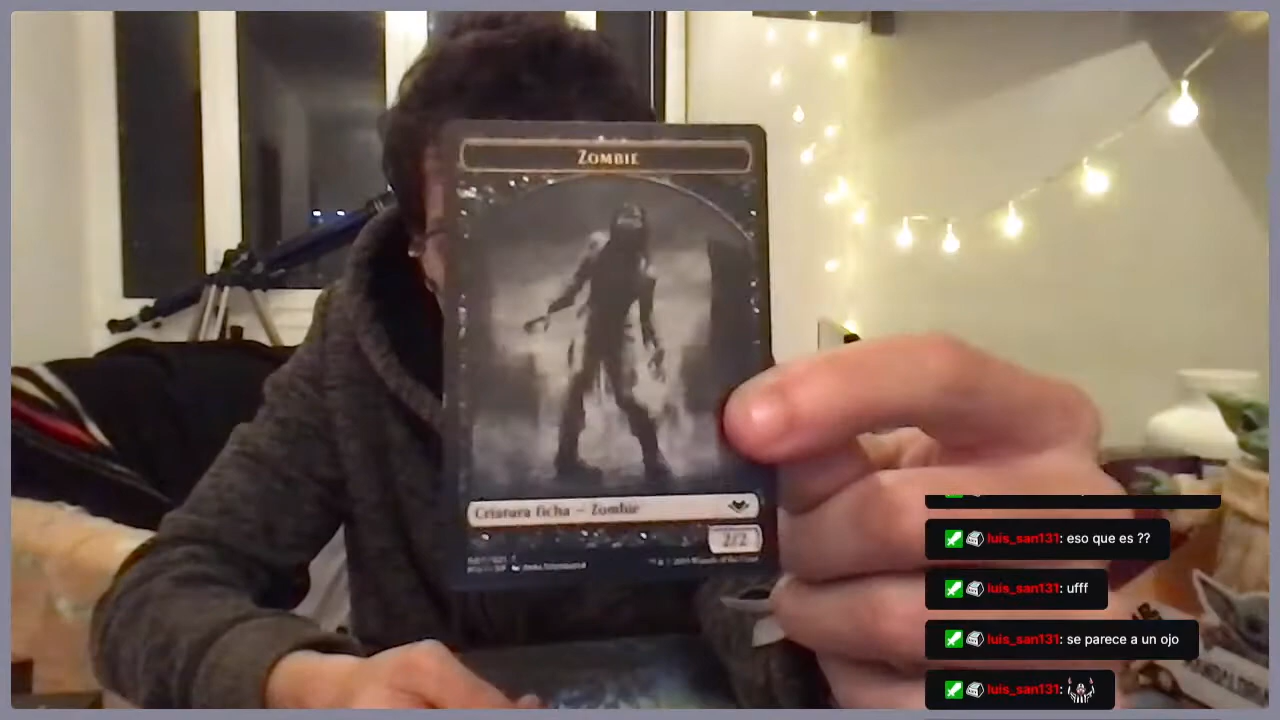 ZOMBIE
Criatura ficha – Zombie
2/2
luis_san131: eso que es ??
luis_san131: ufff
luis_san131: se parece a un ojo
luis_san131: